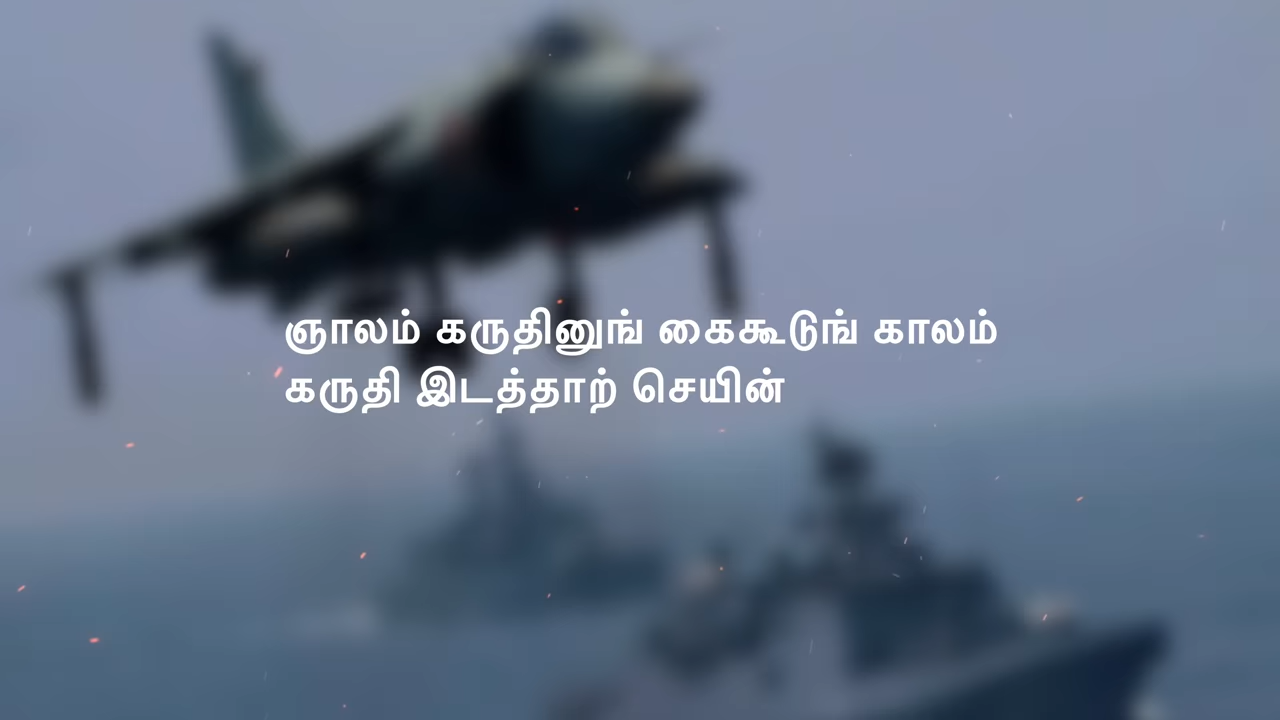 ஞாலம் கருதினுங் கைகூடுங் காலம்
கருதி இடத்தாற் செயின்